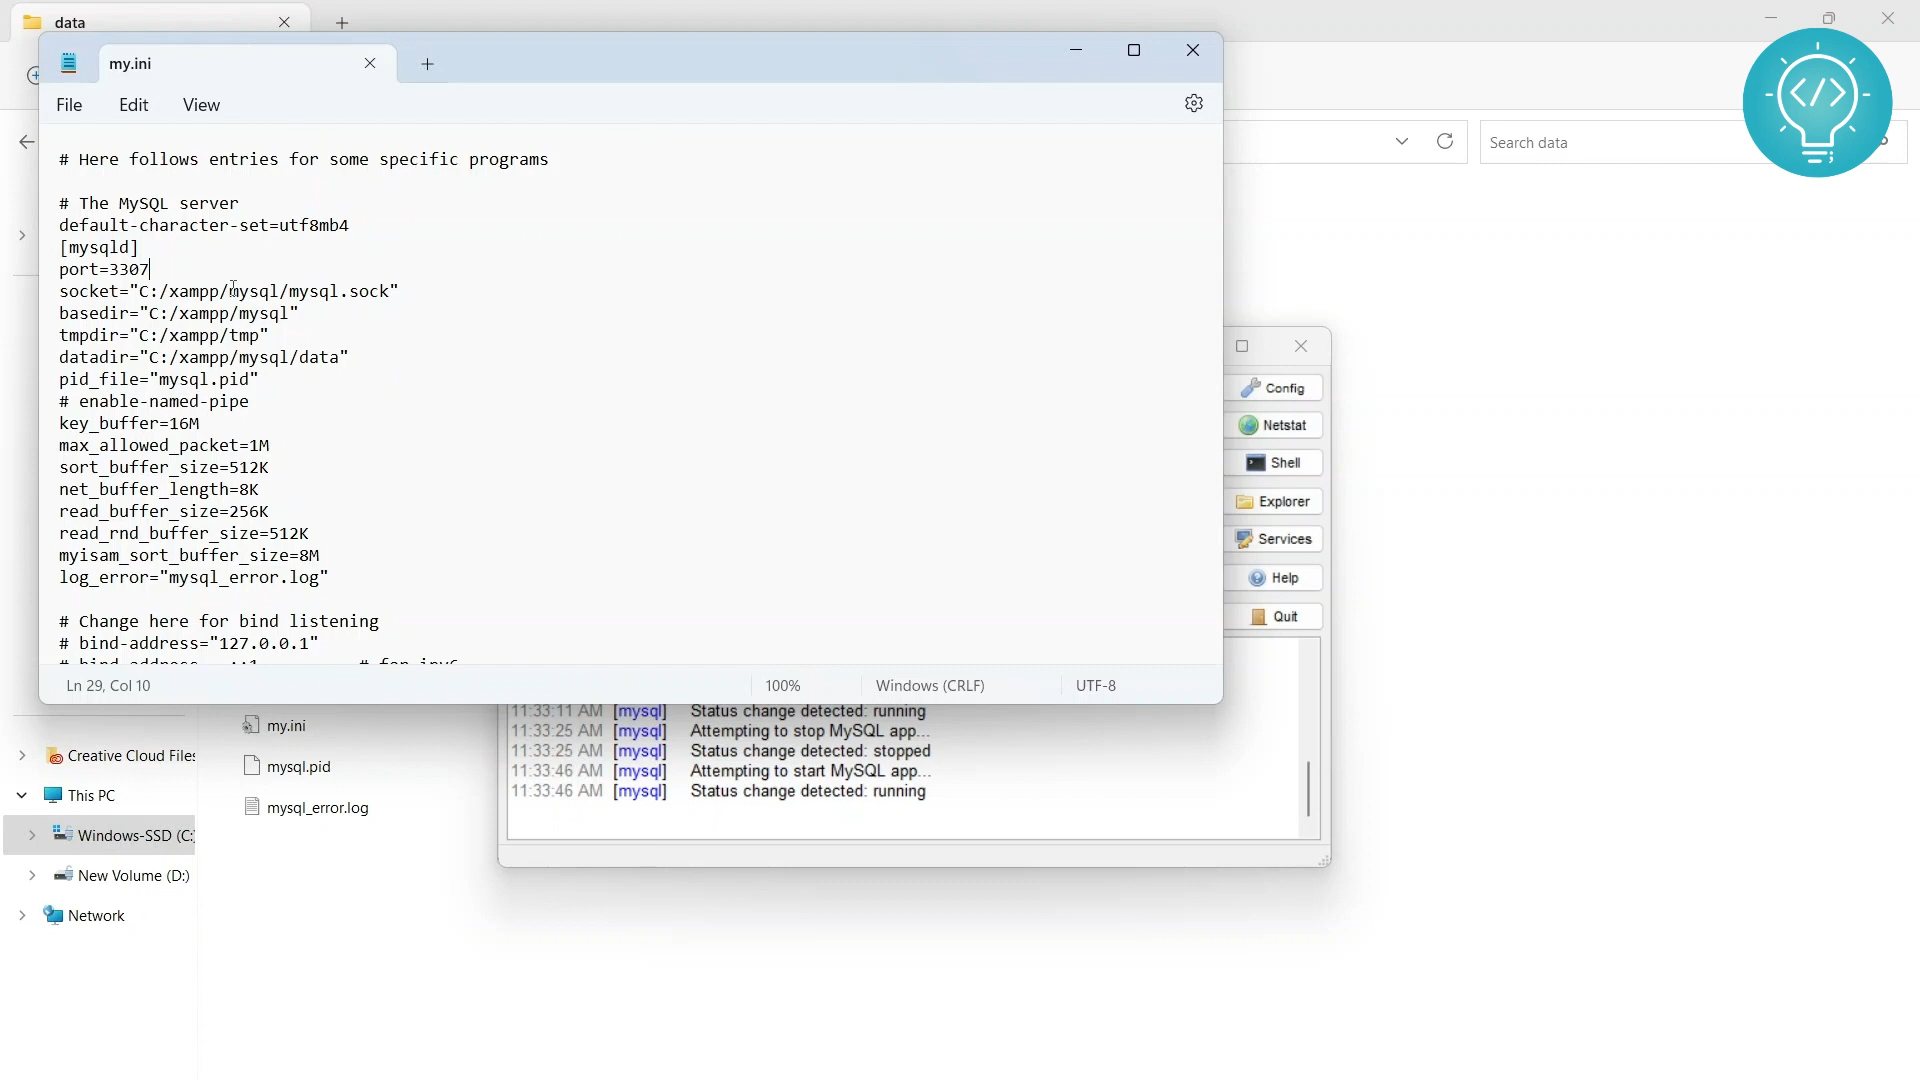 data
my.ini
File Edit View
# Here follows entries for some specific programs
# The MySQL server
default-character-set=utf8mb4
[mysqld]
port=3307
socket="C:/xampp/mysql/mysql.sock"
basedir="C:/xampp/mysql"
tmpdir="C:/xampp/tmp"
datadir="C:/xampp/mysql/data"
pid_file="mysql.pid"
# enable-named-pipe
key_buffer=16M
max_allowed_packet=1M
sort_buffer_size=512K
net_buffer_length=8K
read_buffer_size=256K
read_rnd_buffer_size=512K
myisam_sort_buffer_size=8M
log_error="mysql_error.log"
# Change here for bind listening
# bind-address="127.0.0.1"
Ln 29, Col 10 100% Windows (CRLF) UTF-8
Search data
</>
Config
Netstat
Shell
Explorer
Services
Help
Quit
11:33:11 AM [mysql] Status change detected: running
11:33:25 AM [mysql] Attempting to stop MySQL app...
11:33:25 AM [mysql] Status change detected: stopped
11:33:46 AM [mysql] Attempting to start MySQL app...
11:33:46 AM [mysql] Status change detected: running
my.ini
mysql.pid
mysql_error.log
Creative Cloud Files
This PC
Windows-SSD (C:)
New Volume (D:)
Network